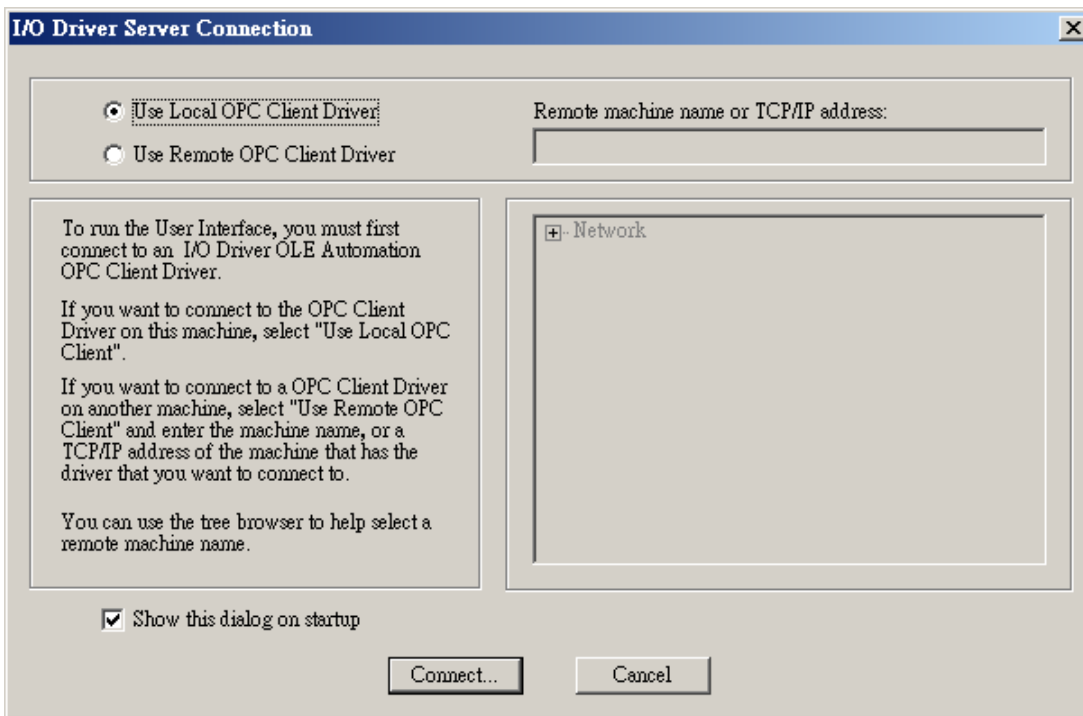 I/O Driver Server Connection
Use Local OPC Client Driver
Use Remote OPC Client Driver
Remote machine name or TCP/IP address:
To run the User Interface, you must first
connect to an  I/O Driver OLE Automation
OPC Client Driver.
If you want to connect to the OPC Client
Driver on this machine, select "Use Local OPC
Client".
If you want to connect to a OPC Client Driver
on another machine, select "Use Remote OPC
Client" and enter the machine name, or a
TCP/IP address of the machine that has the
driver that you want to connect to.
You can use the tree browser to help select a
remote machine name.
Network
Show this dialog on startup
Connect...
Cancel